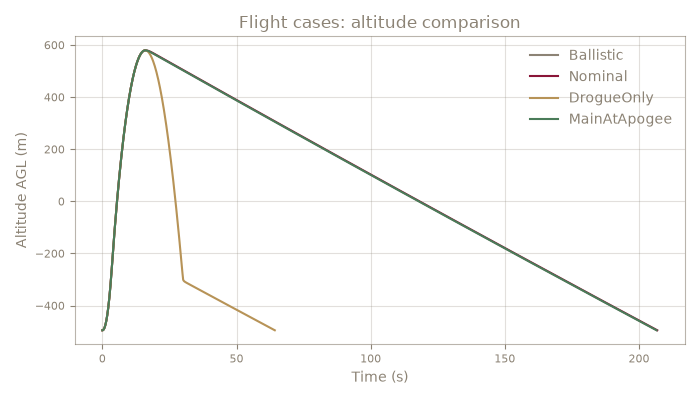 Flight cases: altitude comparison
Ballistic
Nominal
DrogueOnly
MainAtApogee
Altitude AGL (m)
600
400
200
0
−200
−400
0 50 100 150 200
Time (s)